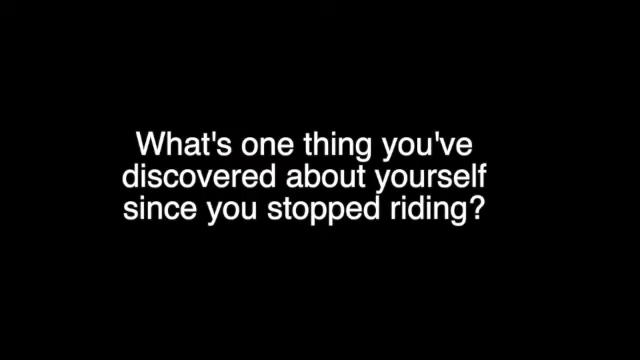 What's one thing you've
discovered about yourself
since you stopped riding?